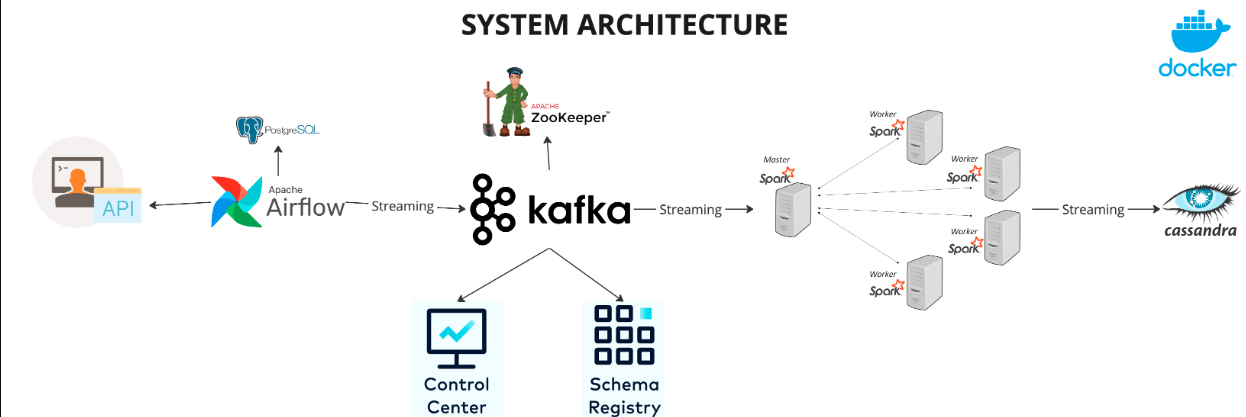 SYSTEM ARCHITECTURE
docker
APACHE
ZooKeeper™
PostgreSQL
API
Apache
Airflow
Streaming
kafka
Streaming
Master
Spark
Worker
Spark
Worker
Spark
Worker
Spark
Worker
Spark
Streaming
cassandra
Control
Center
Schema
Registry